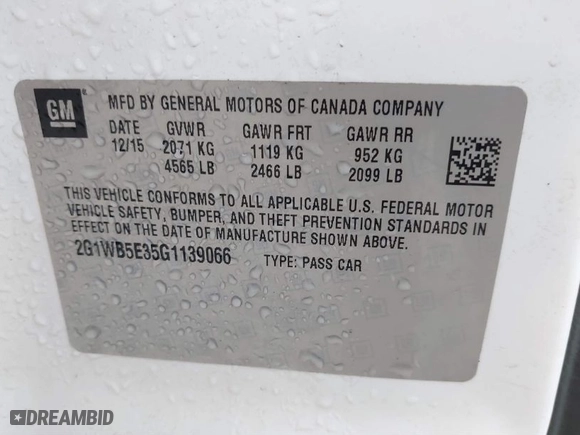 GM
MFD BY GENERAL MOTORS OF CANADA COMPANY
DATE GVWR GAWR FRT GAWR RR
12/15 2071 KG 1119 KG 952 KG
4565 LB 2466 LB 2099 LB
THIS VEHICLE CONFORMS TO ALL APPLICABLE U.S. FEDERAL MOTOR
VEHICLE SAFETY, BUMPER, AND THEFT PREVENTION STANDARDS IN
EFFECT ON THE DATE OF MANUFACTURE SHOWN ABOVE.
2G1WB5E35G1139066 TYPE: PASS CAR
DREAMBID